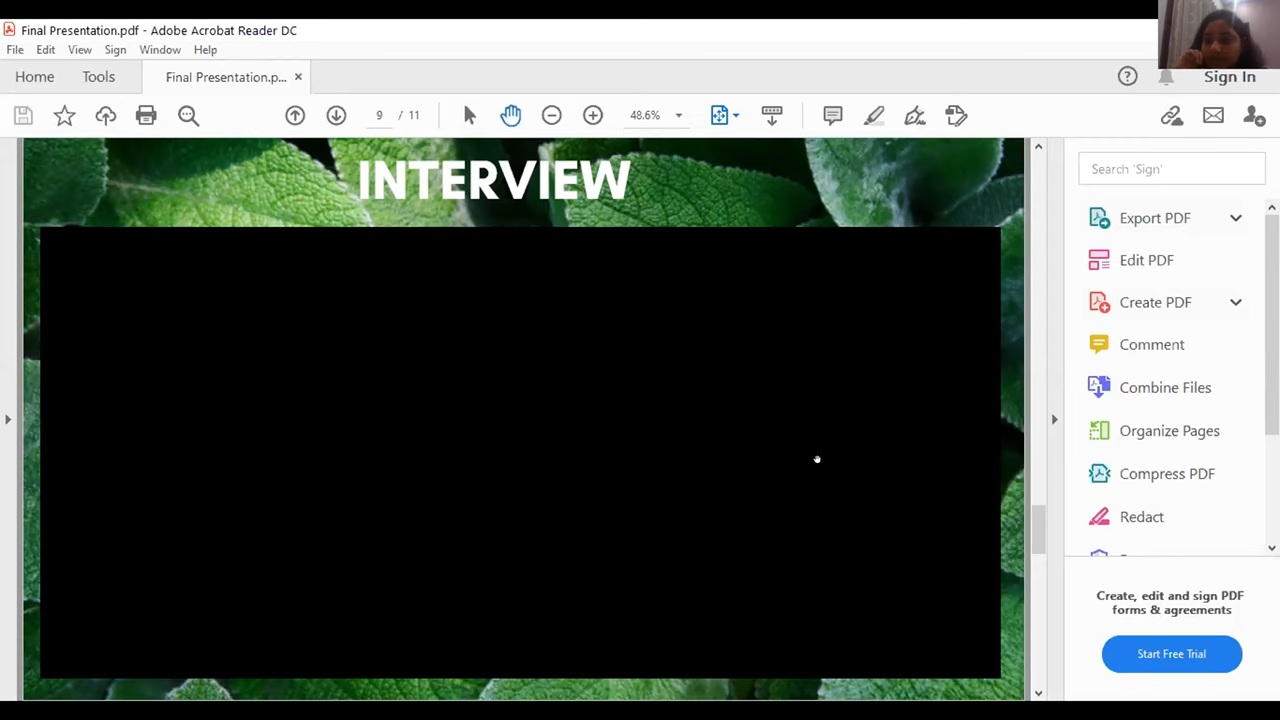 Final Presentation.pdf - Adobe Acrobat Reader DC
File Edit View Sign Window Help
Home Tools Final Presentation.p... × Sign In
9 / 11 48.6%
INTERVIEW
Search 'Sign'
Export PDF
Edit PDF
Create PDF
Comment
Combine Files
Organize Pages
Compress PDF
Redact
Create, edit and sign PDF
forms & agreements
Start Free Trial